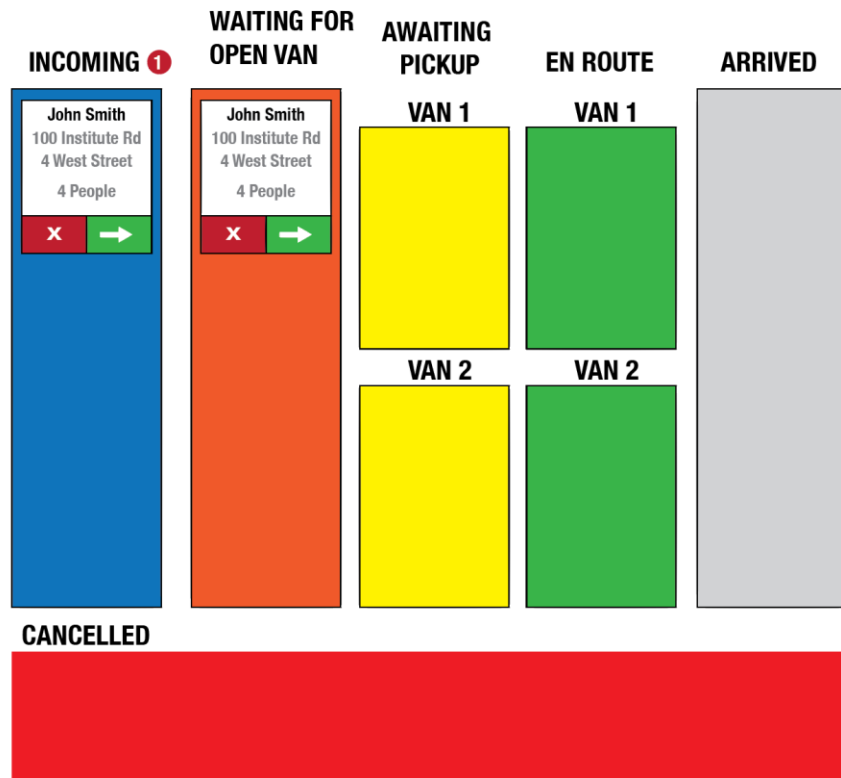 INCOMING 1
WAITING FOR
OPEN VAN
AWAITING
PICKUP
EN ROUTE
ARRIVED
John Smith
100 Institute Rd
4 West Street
4 People
X →
John Smith
100 Institute Rd
4 West Street
4 People
X →
VAN 1
VAN 1
VAN 2
VAN 2
CANCELLED